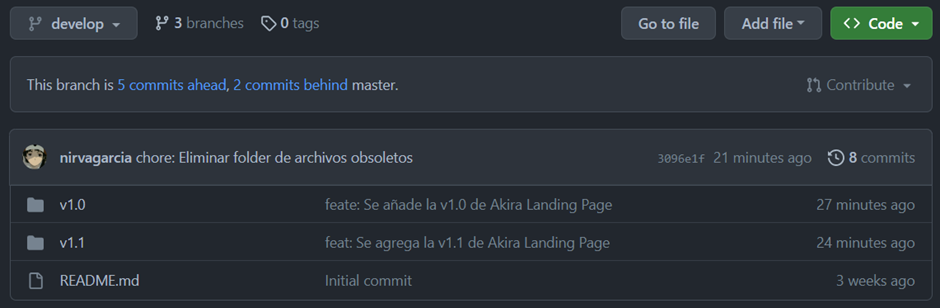 develop 3 branches 0 tags Go to file Add file Code
This branch is 5 commits ahead, 2 commits behind master. Contribute
nirvagarcia chore: Eliminar folder de archivos obsoletos 3096e1f 21 minutes ago 8 commits
v1.0 feate: Se añade la v1.0 de Akira Landing Page 27 minutes ago
v1.1 feat: Se agrega la v1.1 de Akira Landing Page 24 minutes ago
README.md Initial commit 3 weeks ago